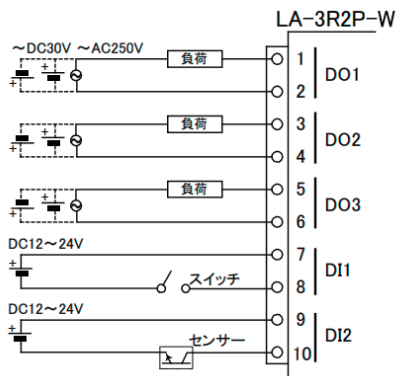 LA-3R2P-W
～DC30V ～AC250V
負荷
1
DO1
2
+
+
負荷
3
DO2
4
+
+
負荷
5
DO3
6
+
+
DC12～24V
7
DI1
+
スイッチ
8
DC12～24V
9
DI2
+
センサー
10